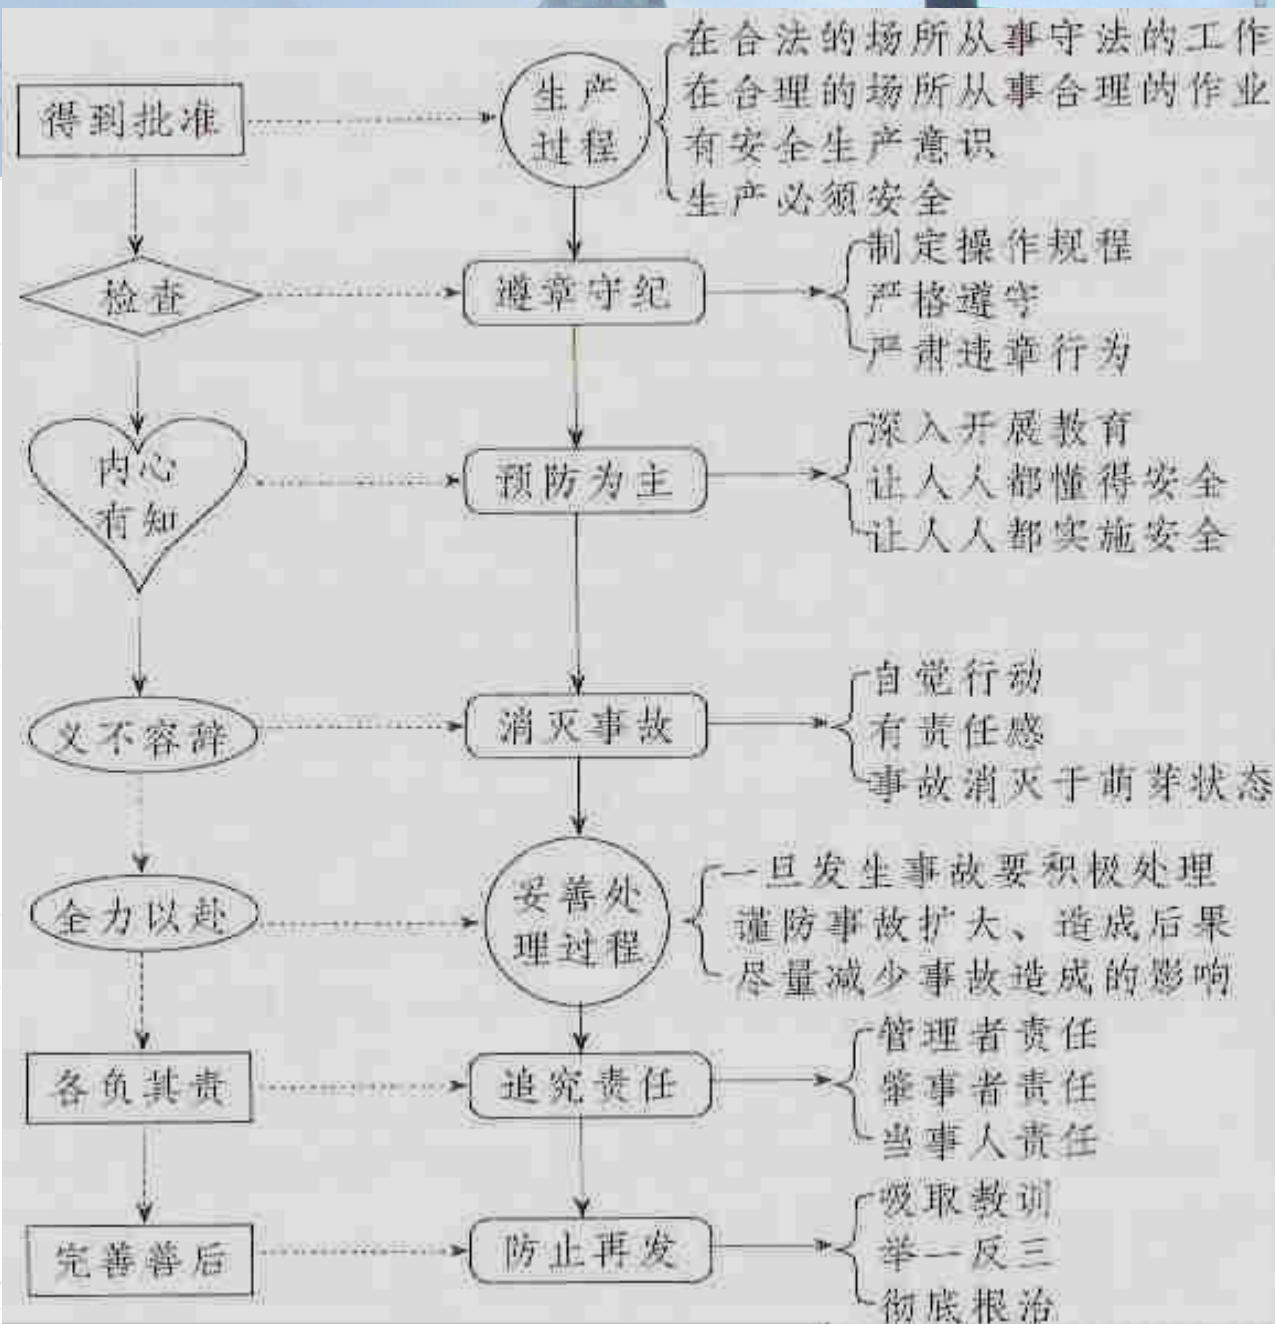 得到批准
生产
过程
在合法的场所从事守法的工作
在合理的场所从事合理的作业
有安全生产意识
生产必须安全
检查
遵章守纪
制定操作规程
严格遵守
严肃违章行为
内心
有知
预防为主
深入开展教育
让人人都懂得安全
让人人都实施安全
义不容辞
消灭事故
自觉行动
有责任感
事故消灭于萌芽状态
全力以赴
妥善处
理过程
一旦发生事故要积极处理
谨防事故扩大、造成后果
尽量减少事故造成的影响
各负其责
追究责任
管理者责任
肇事者责任
当事人责任
完善善后
防止再发
吸取教训
举一反三
彻底根治